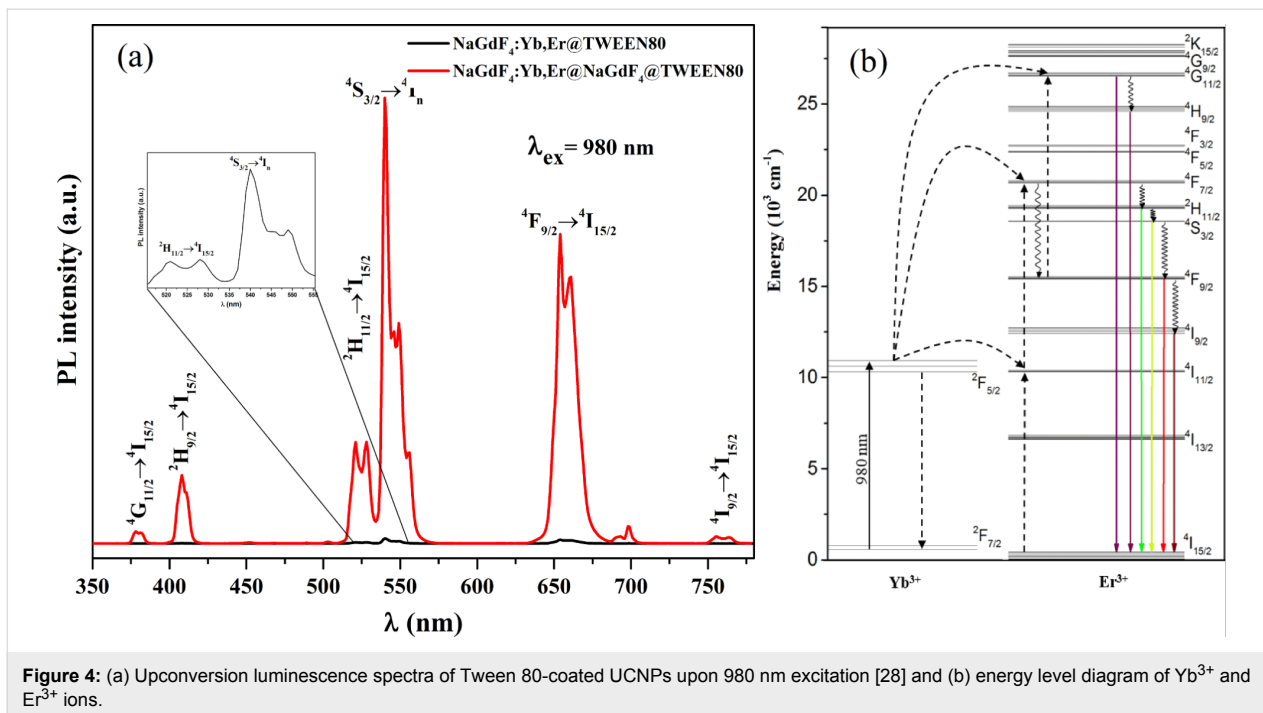 (a)
NaGdF₄:Yb,Er@TWEEN80
NaGdF₄:Yb,Er@NaGdF₄@TWEEN80
⁴S₃/₂→⁴Iₙ
λₑₓ= 980 nm
⁴S₃/₂→⁴Iₙ
²H₁₁/₂→⁴I₁₅/₂
PL intensity (a.u.)
520 525 530 535 540 545 550 555
λ (nm)
⁴G₁₁/₂→⁴I₁₅/₂
²H₉/₂→⁴I₁₅/₂
²H₁₁/₂→⁴I₁₅/₂
⁴F₉/₂→⁴I₁₅/₂
⁴I₉/₂→⁴I₁₅/₂
PL intensity (a.u.)
350 400 450 500 550 600 650 700 750
λ (nm)
(b)
Energy (10³ cm⁻¹)
25
20
15
10
5
0
²K₁₅/₂
⁴G₉/₂
⁴G₁₁/₂
⁴H₉/₂
⁴F₃/₂
⁴F₅/₂
⁴F₇/₂
²H₁₁/₂
⁴S₃/₂
⁴F₉/₂
⁴I₉/₂
⁴I₁₁/₂
⁴I₁₃/₂
⁴I₁₅/₂
²F₅/₂
980 nm
²F₇/₂
Yb³⁺
Er³⁺
Figure 4: (a) Upconversion luminescence spectra of Tween 80-coated UCNPs upon 980 nm excitation [28] and (b) energy level diagram of Yb³⁺ and
Er³⁺ ions.